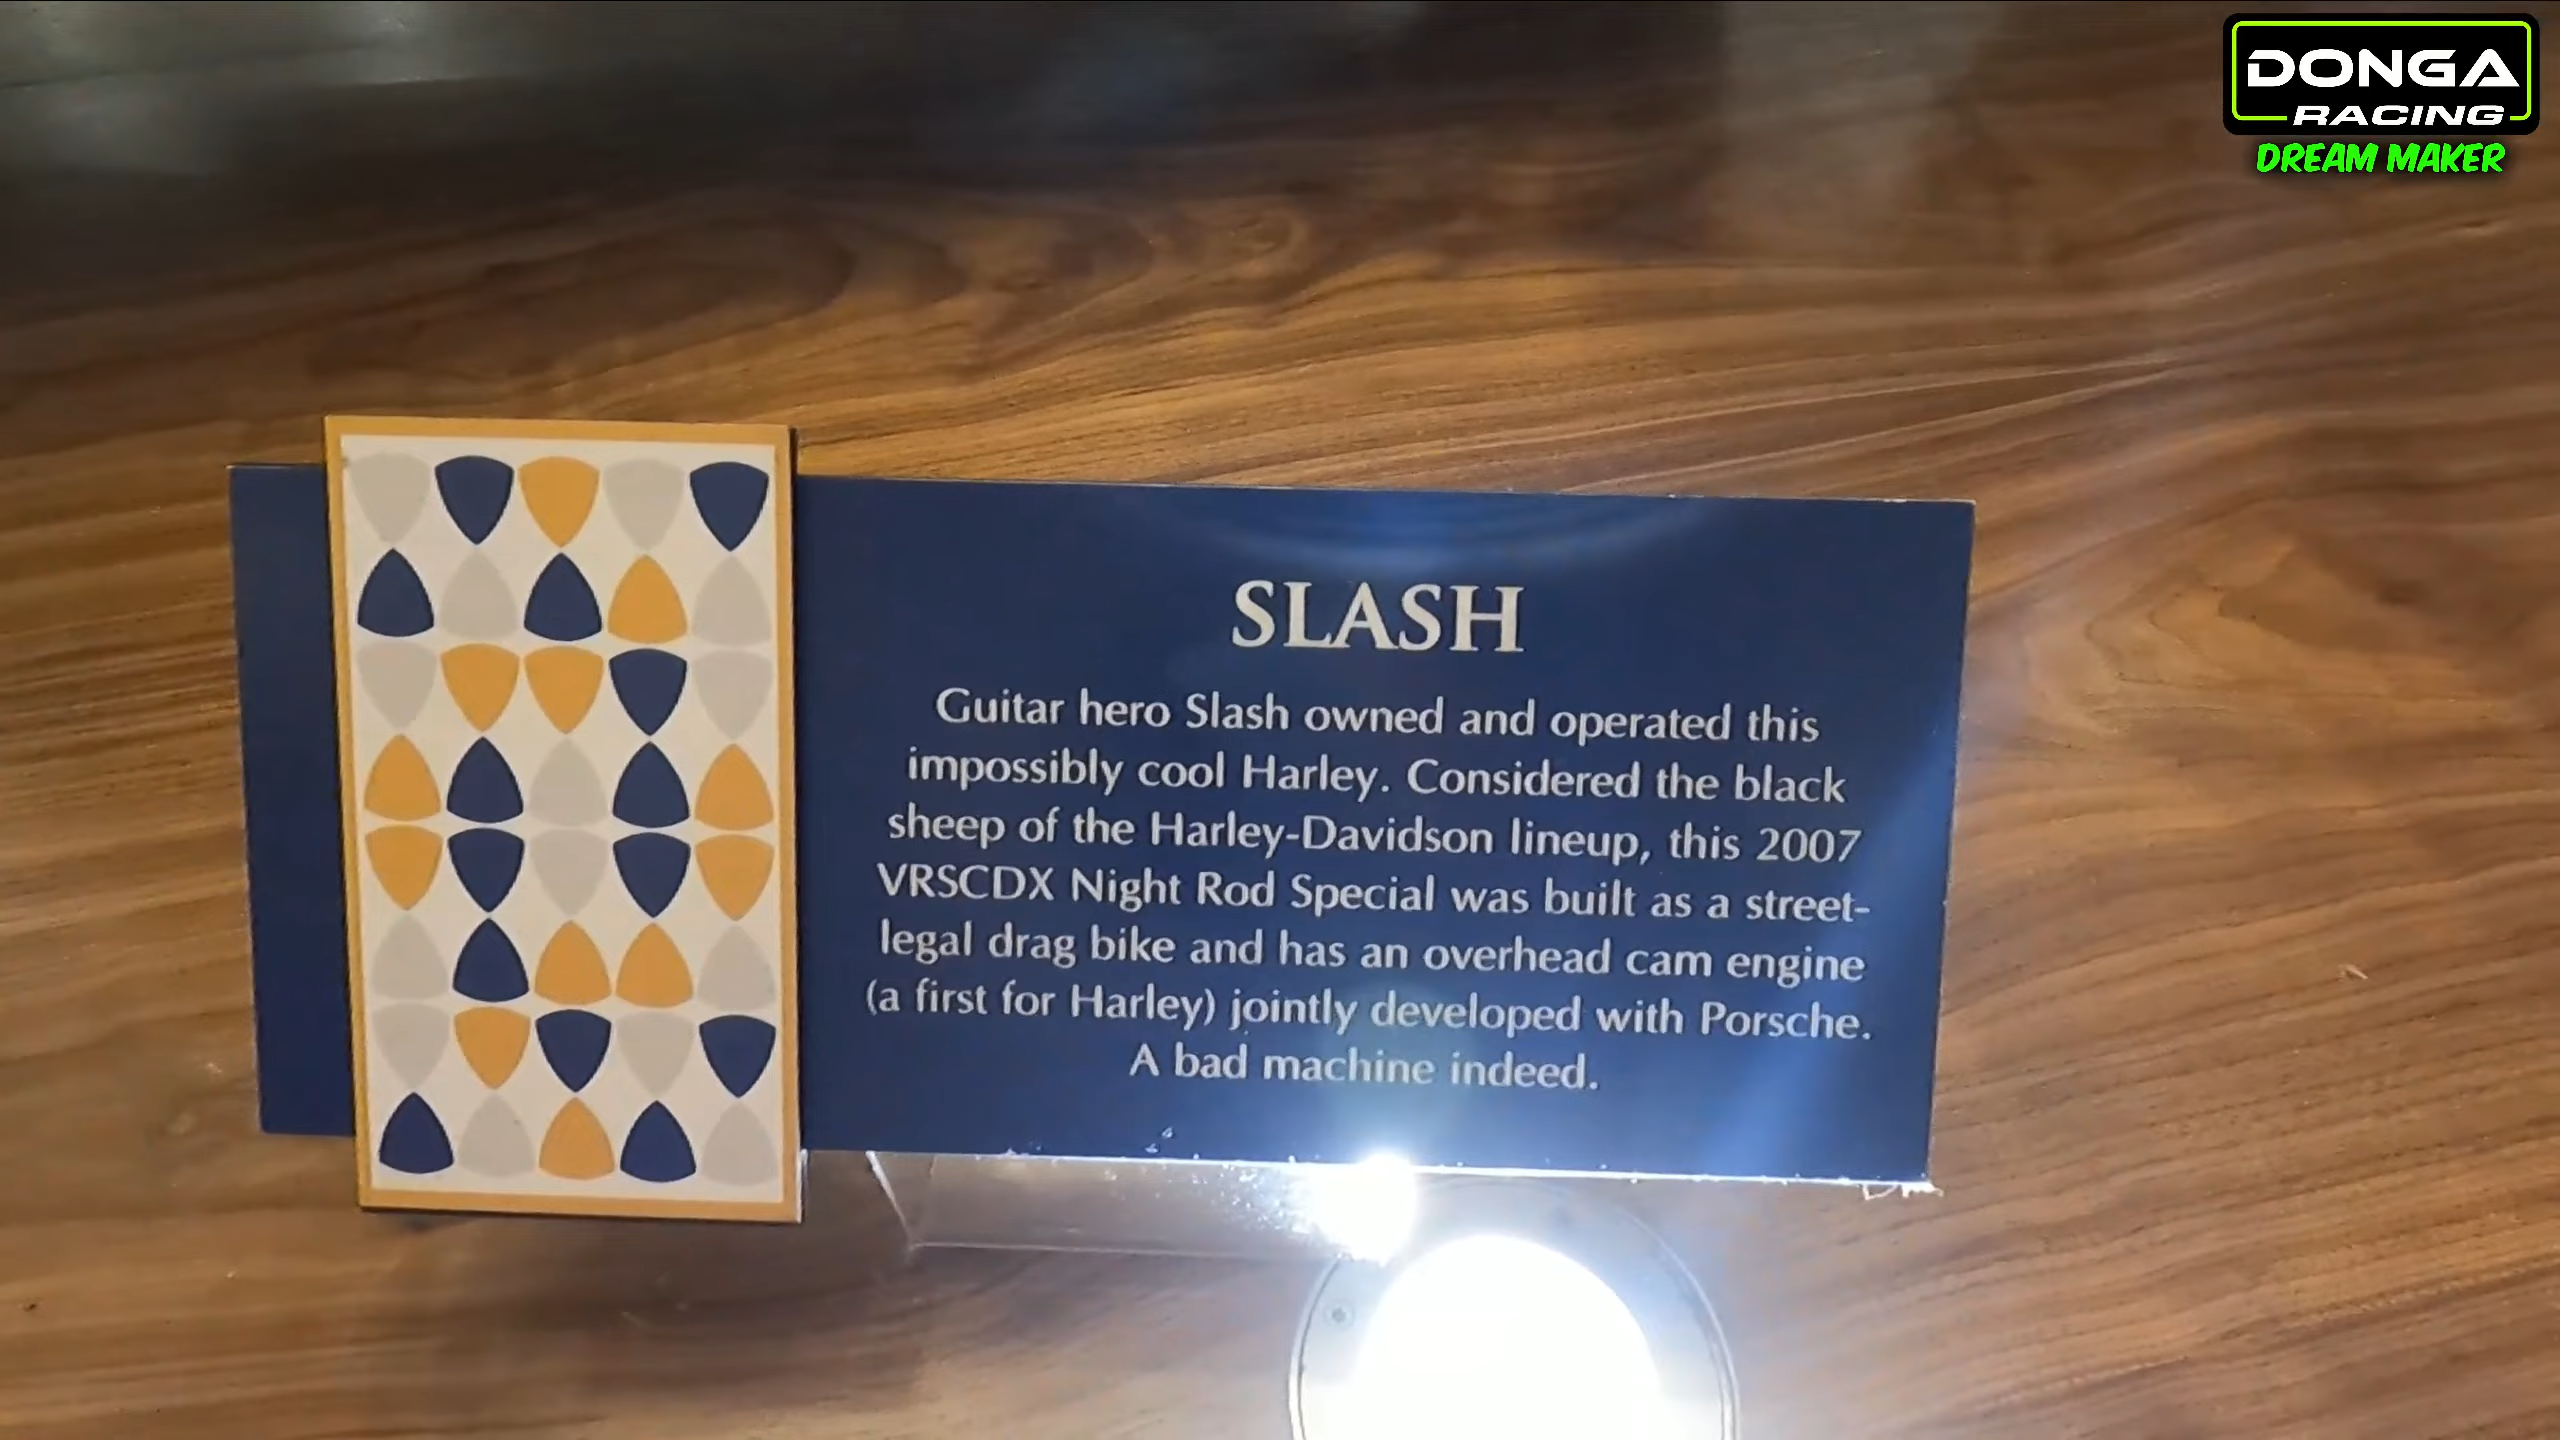 DONGA
RACING
DREAM MAKER
SLASH
Guitar hero Slash owned and operated this
impossibly cool Harley. Considered the black
sheep of the Harley-Davidson lineup, this 2007
VRSCDX Night Rod Special was built as a street-
legal drag bike and has an overhead cam engine
(a first for Harley) jointly developed with Porsche.
A bad machine indeed.